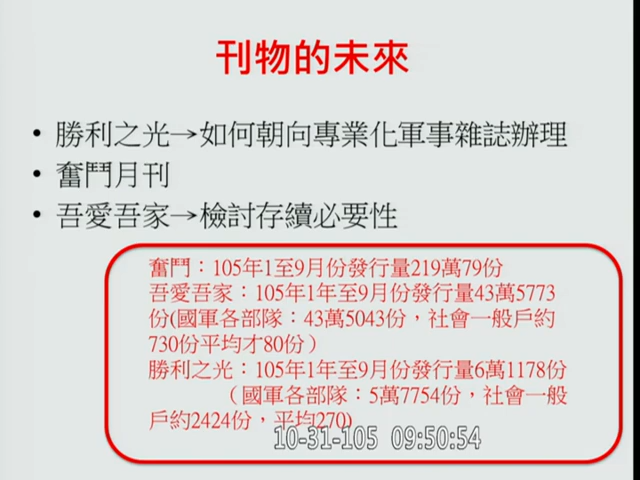 刊物的未來
• 勝利之光→如何朝向專業化軍事雜誌辦理
• 奮鬥月刊
• 吾愛吾家→檢討存續必要性
奮鬥：105年1至9月份發行量219萬79份
吾愛吾家：105年1年至9月份發行量43萬5773
份(國軍各部隊：43萬5043份，社會一般戶約
730份平均才80份）
勝利之光：105年1年至9月份發行量6萬1178份
（國軍各部隊：5萬7754份，社會一般
戶約2424份，平均270)
10-31-105 09:50:54